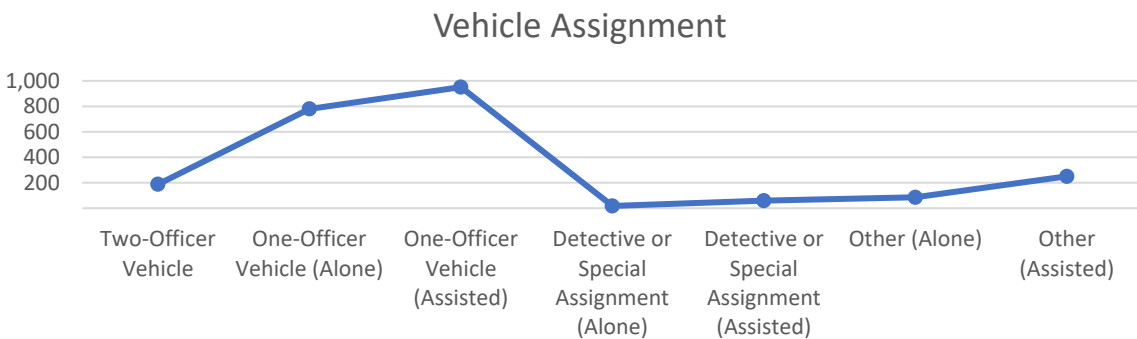 Vehicle Assignment
1,000
800
600
400
200
Two-Officer
Vehicle
One-Officer
Vehicle (Alone)
One-Officer
Vehicle
(Assisted)
Detective or
Special
Assignment
(Alone)
Detective or
Special
Assignment
(Assisted)
Other (Alone)
Other
(Assisted)